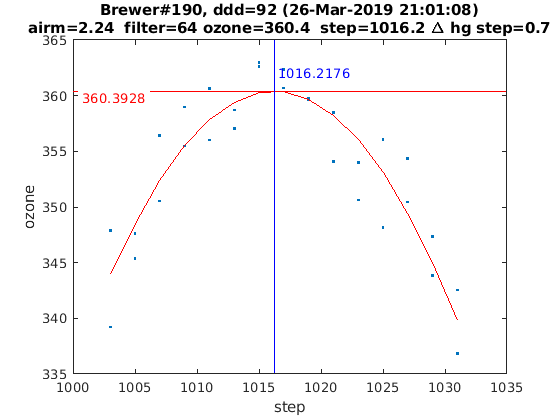 Brewer#190, ddd=92 (26-Mar-2019 21:01:08)
airm=2.24 filter=64 ozone=360.4 step=1016.2 Δ hg step=0.7
365
360
355
350
345
340
335
ozone
1016.2176
360.3928
1000 1005 1010 1015 1020 1025 1030 1035
step